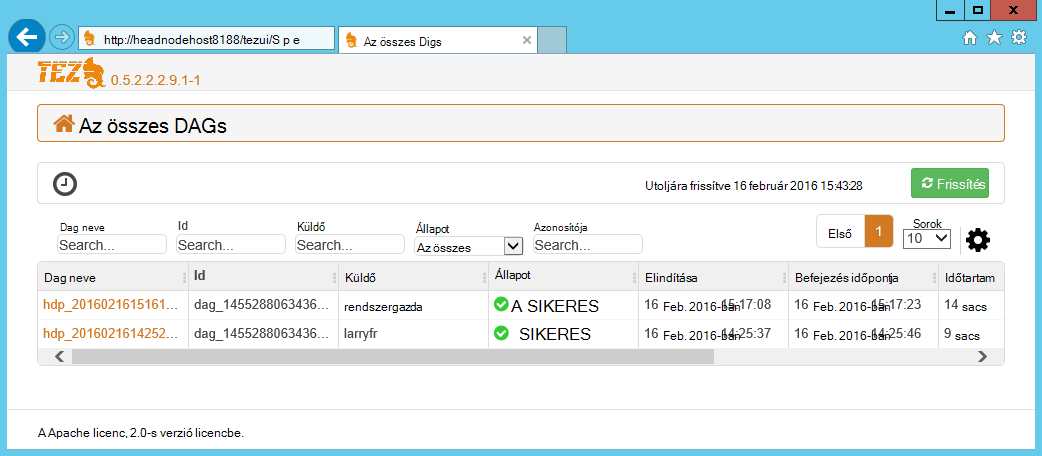 http://headnodehost8188/tezui/S p e
Az összes Digs
TEZ 0.5.2.2.2.9.1-1
Az összes DAGs
Utoljára frissítve 16 február 2016 15:43:28
Frissítés
Dag neve Id Küldő Állapot Azonosítója
Search... Search... Search... Az összes Search...
Első 1 Sorok 10
Dag neve Id Küldő Állapot Elindítása Befejezés időpontja Időtartam
hdp_2016021615161... dag_1455288063436... rendszergazda A SIKERES 16 Feb. 2016-ban 15:17:08 16 Feb. 2016-ban 15:17:23 14 sacs
hdp_2016021614252... dag_1455288063436... larryfr SIKERES 16 Feb. 2016-ban 14:25:37 16 Feb. 2016-ban 14:25:46 9 sacs
A Apache licenc, 2.0-s verzió licencbe.